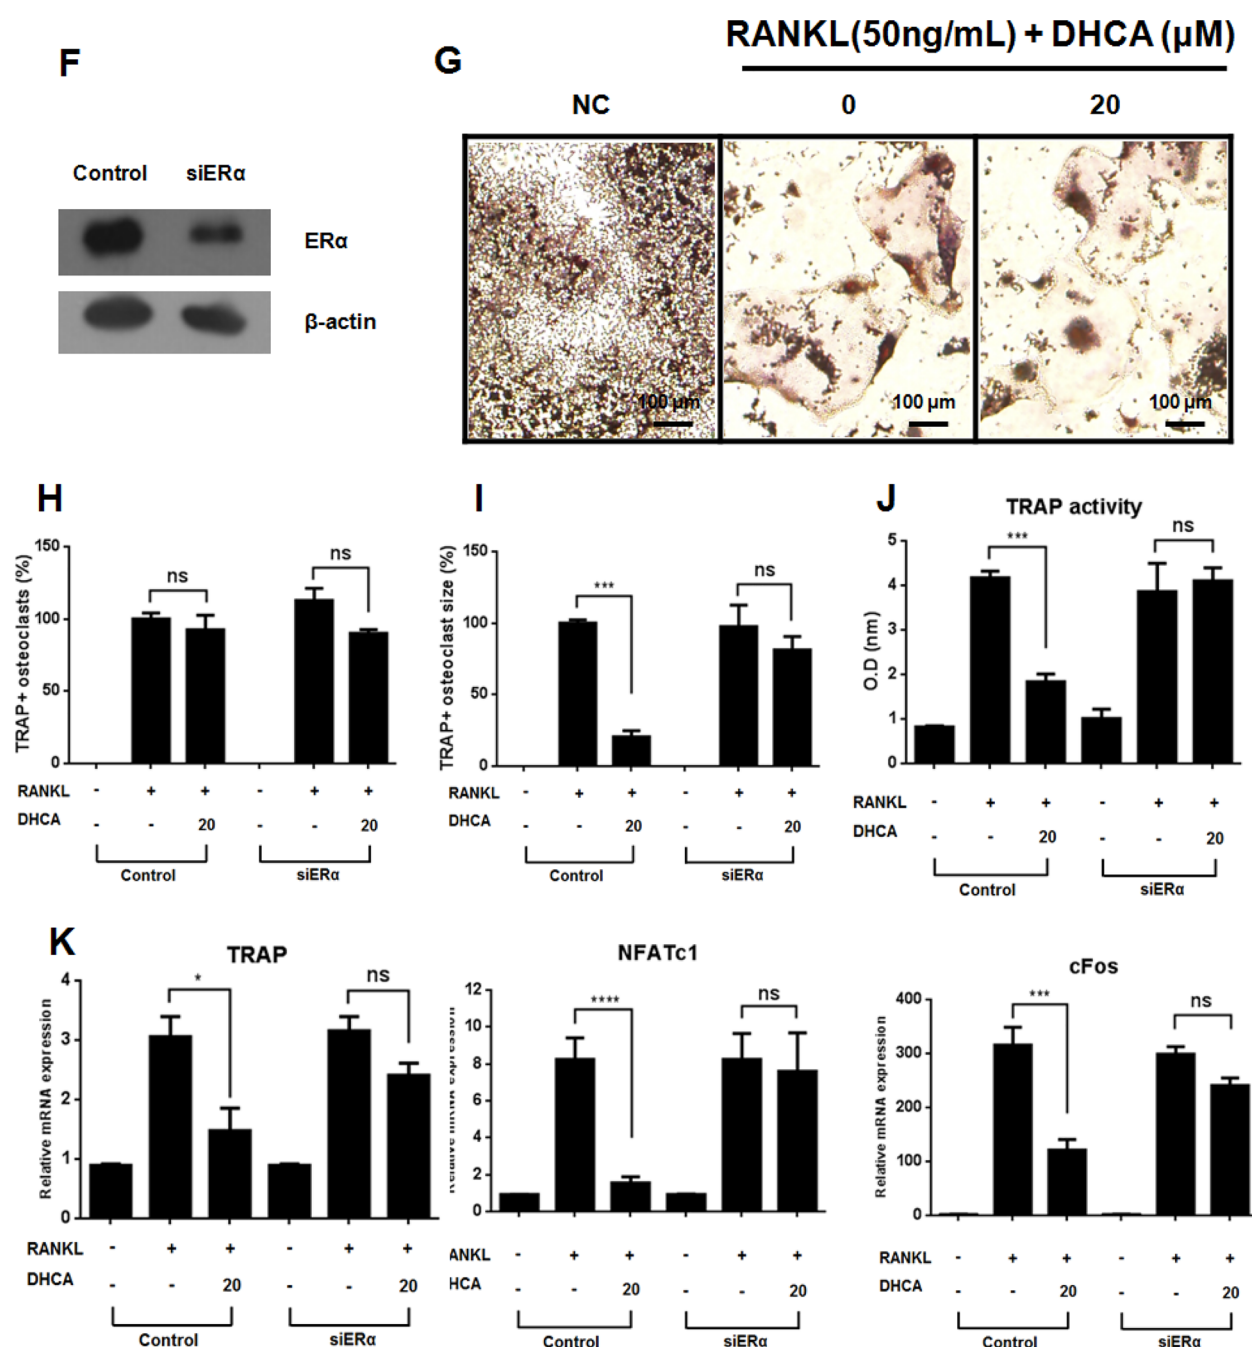 RANKL(50ng/mL) + DHCA (µM)
F
G
NC 0 20
Control siERα
ERα
β-actin
100 µm 100 µm 100 µm
H
TRAP+ osteoclasts (%)
150
100
50
0
ns ns
RANKL - + + - + +
DHCA - - 20 - - 20
Control siERα
I
TRAP+ osteoclast size (%)
150
100
50
0
*** ns
RANKL - + + - + +
- - 20 - - 20
Control siERα
J
TRAP activity
O.D (nm)
5
4
3
2
1
0
*** ns
RANKL - + + - + +
DHCA - - 20 - - 20
Control siERα
K
TRAP
Relative mRNA expression
4
3
2
1
0
* ns
RANKL - + + - + +
DHCA - - 20 - - 20
Control siERα
NFATc1
Relative mRNA expression
12
10
8
6
4
2
0
**** ns
ANKL - + + - + +
HCA - - 20 - - 20
Control siERα
cFos
Relative mRNA expression
400
300
200
100
0
*** ns
RANKL - + + - + +
DHCA - - 20 - - 20
Control siERα